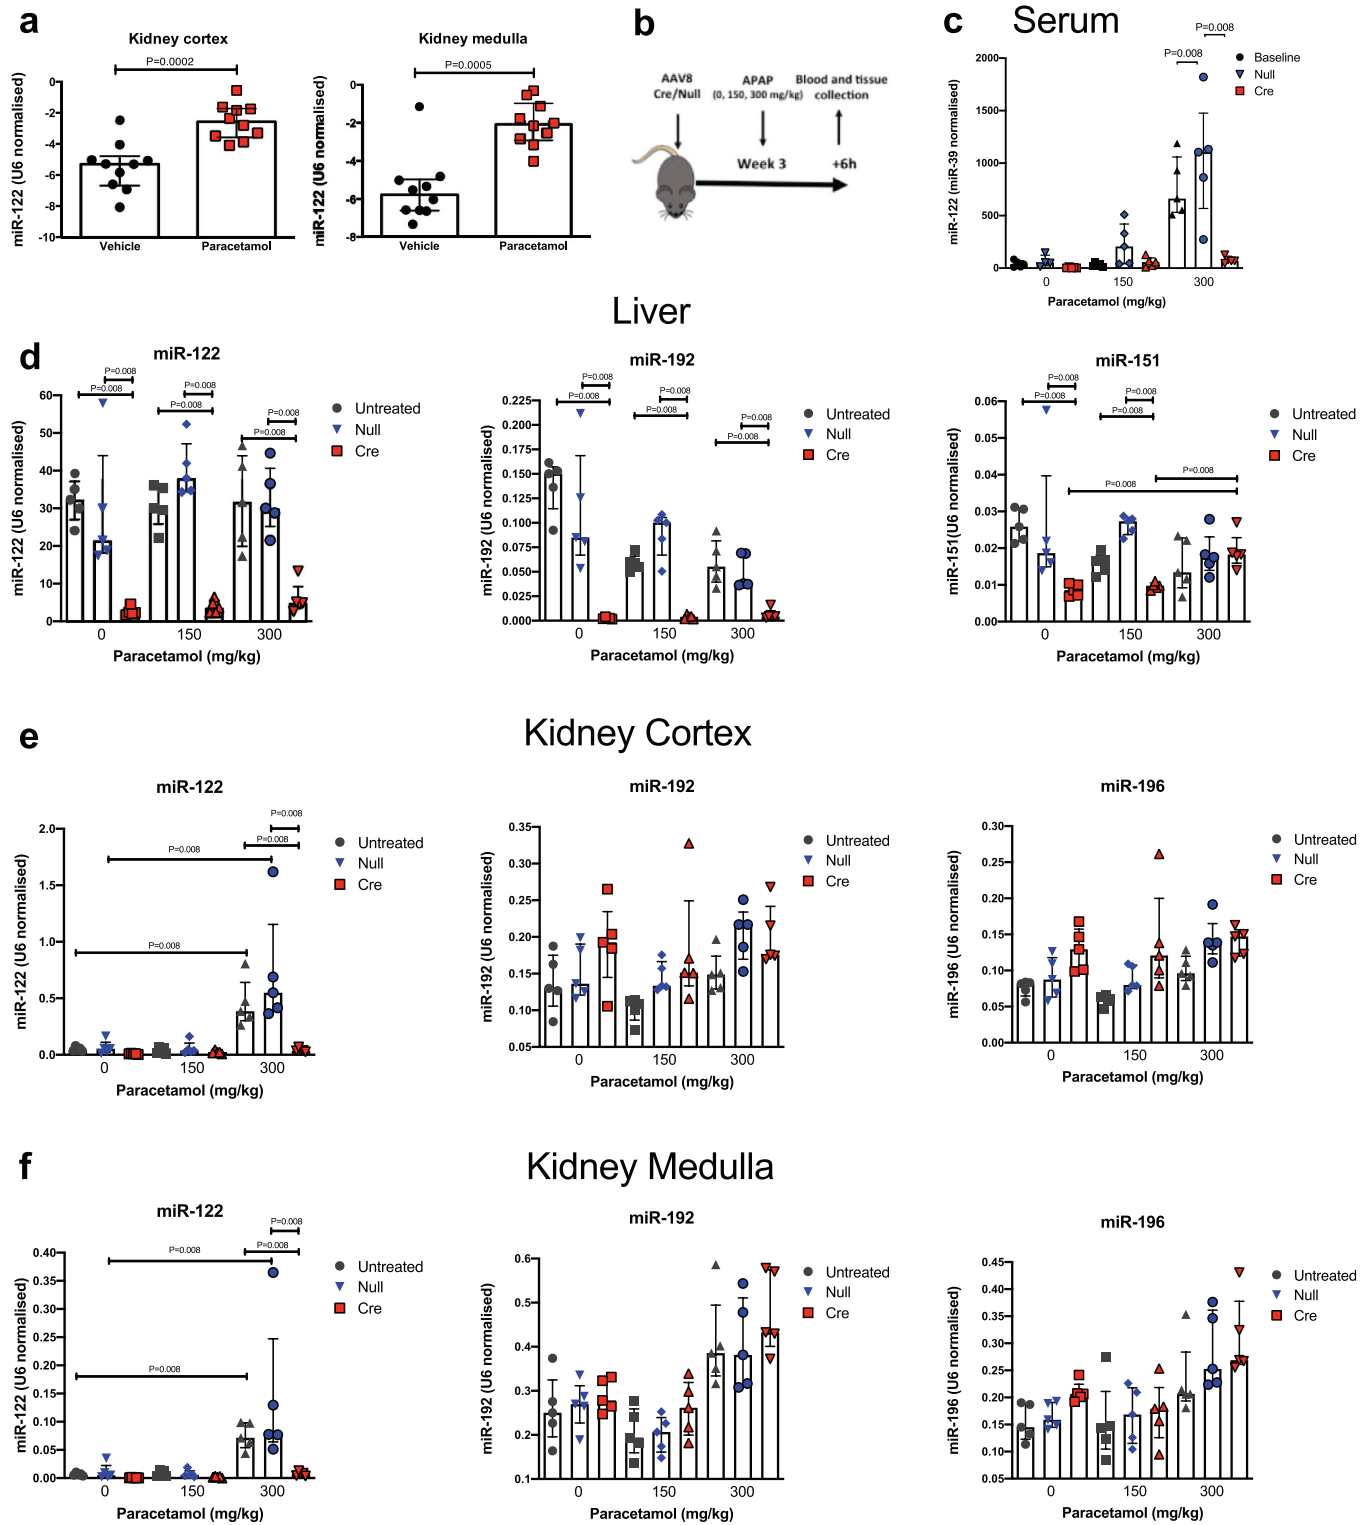 a
Kidney cortex
P=0.0002
miR-122 (U6 normalised)
0
-2
-4
-6
-8
-10
Vehicle
Paracetamol
Kidney medulla
P=0.0005
miR-122 (U6 normalised)
0
-2
-4
-6
-8
Vehicle
Paracetamol
b
AAV8
Cre/Null
APAP
(0, 150, 300 mg/kg)
Blood and tissue
collection
Week 3
+6h
c
Serum
P=0.008
P=0.008
Baseline
Null
Cre
miR-122 (miR-39 normalised)
2000
1500
1000
500
0
0
150
300
Paracetamol (mg/kg)
Liver
d
miR-122
P=0.008
P=0.008
P=0.008
P=0.008
P=0.008
P=0.008
Untreated
Null
Cre
miR-122 (U6 normalised)
60
50
40
30
20
10
0
0
150
300
Paracetamol (mg/kg)
miR-192
P=0.008
P=0.008
P=0.008
P=0.008
P=0.008
P=0.008
Untreated
Null
Cre
miR-192 (U6 normalised)
0.225
0.200
0.175
0.150
0.125
0.100
0.075
0.050
0.025
0.000
0
150
300
Paracetamol (mg/kg)
miR-151
P=0.008
P=0.008
P=0.008
P=0.008
P=0.008
P=0.008
Untreated
Null
Cre
miR-151(U6 normalised)
0.06
0.05
0.04
0.03
0.02
0.01
0.00
0
150
300
Paracetamol (mg/kg)
e
Kidney Cortex
miR-122
P=0.008
P=0.008
P=0.008
P=0.008
Untreated
Null
Cre
miR-122 (U6 normalised)
2.0
1.5
1.0
0.5
0.0
0
150
300
Paracetamol (mg/kg)
miR-192
Untreated
Null
Cre
miR-192 (U6 normalised)
0.35
0.30
0.25
0.20
0.15
0.10
0.05
0
150
300
Paracetamol (mg/kg)
miR-196
Untreated
Null
Cre
miR-196 (U6 normalised)
0.30
0.25
0.20
0.15
0.10
0.05
0.00
0
150
300
Paracetamol (mg/kg)
f
Kidney Medulla
miR-122
P=0.008
P=0.008
P=0.008
P=0.008
Untreated
Null
Cre
miR-122 (U6 normalised)
0.40
0.35
0.30
0.25
0.20
0.15
0.10
0.05
0.00
0
150
300
Paracetamol (mg/kg)
miR-192
Untreated
Null
Cre
miR-192 (U6 normalised)
0.6
0.5
0.4
0.3
0.2
0.1
0
150
300
Paracetamol (mg/kg)
miR-196
Untreated
Null
Cre
miR-196 (U6 normalised)
0.45
0.40
0.35
0.30
0.25
0.20
0.15
0.10
0.05
0
150
300
Paracetamol (mg/kg)